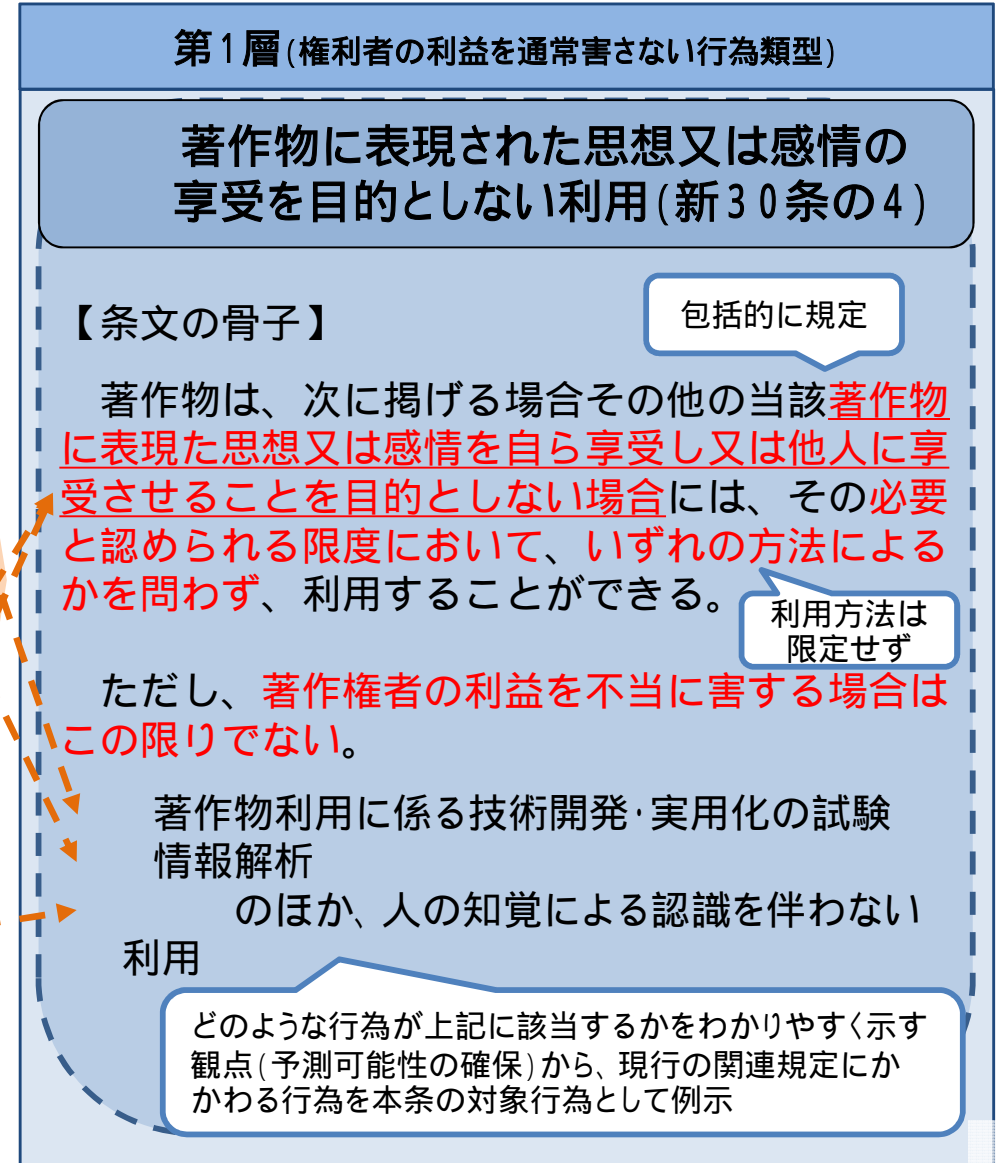 第1層(権利者の利益を通常害さない行為類型)
著作物に表現された思想又は感情の
享受を目的としない利用(新30条の4)
【条文の骨子】
包括的に規定
著作物は、次に掲げる場合その他の当該著作物
に表現た思想又は感情を自ら享受し又は他人に享
受させることを目的としない場合には、その必要
と認められる限度において、いずれの方法による
かを問わず、利用することができる。
利用方法は
限定せず
ただし、著作権者の利益を不当に害する場合は
この限りでない。
著作物利用に係る技術開発・実用化の試験
情報解析
のほか、人の知覚による認識を伴わない
利用
どのような行為が上記に該当するかをわかりやすく示す
観点(予測可能性の確保)から、現行の関連規定にか
かわる行為を本条の対象行為として例示